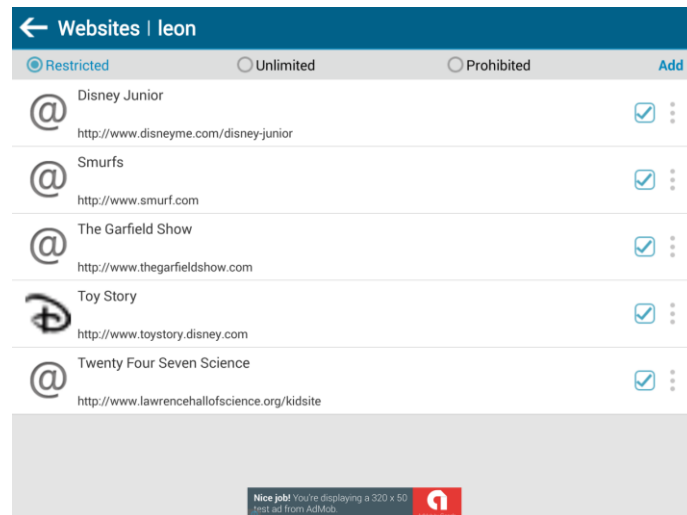 Websites | leon
Restricted Unlimited Prohibited Add
Disney Junior
http://www.disneyme.com/disney-junior
Smurfs
http://www.smurf.com
The Garfield Show
http://www.thegarfieldshow.com
Toy Story
http://www.toystory.disney.com
Twenty Four Seven Science
http://www.lawrencehallofscience.org/kidsite
Nice job! You're displaying a 320 x 50
test ad from AdMob.